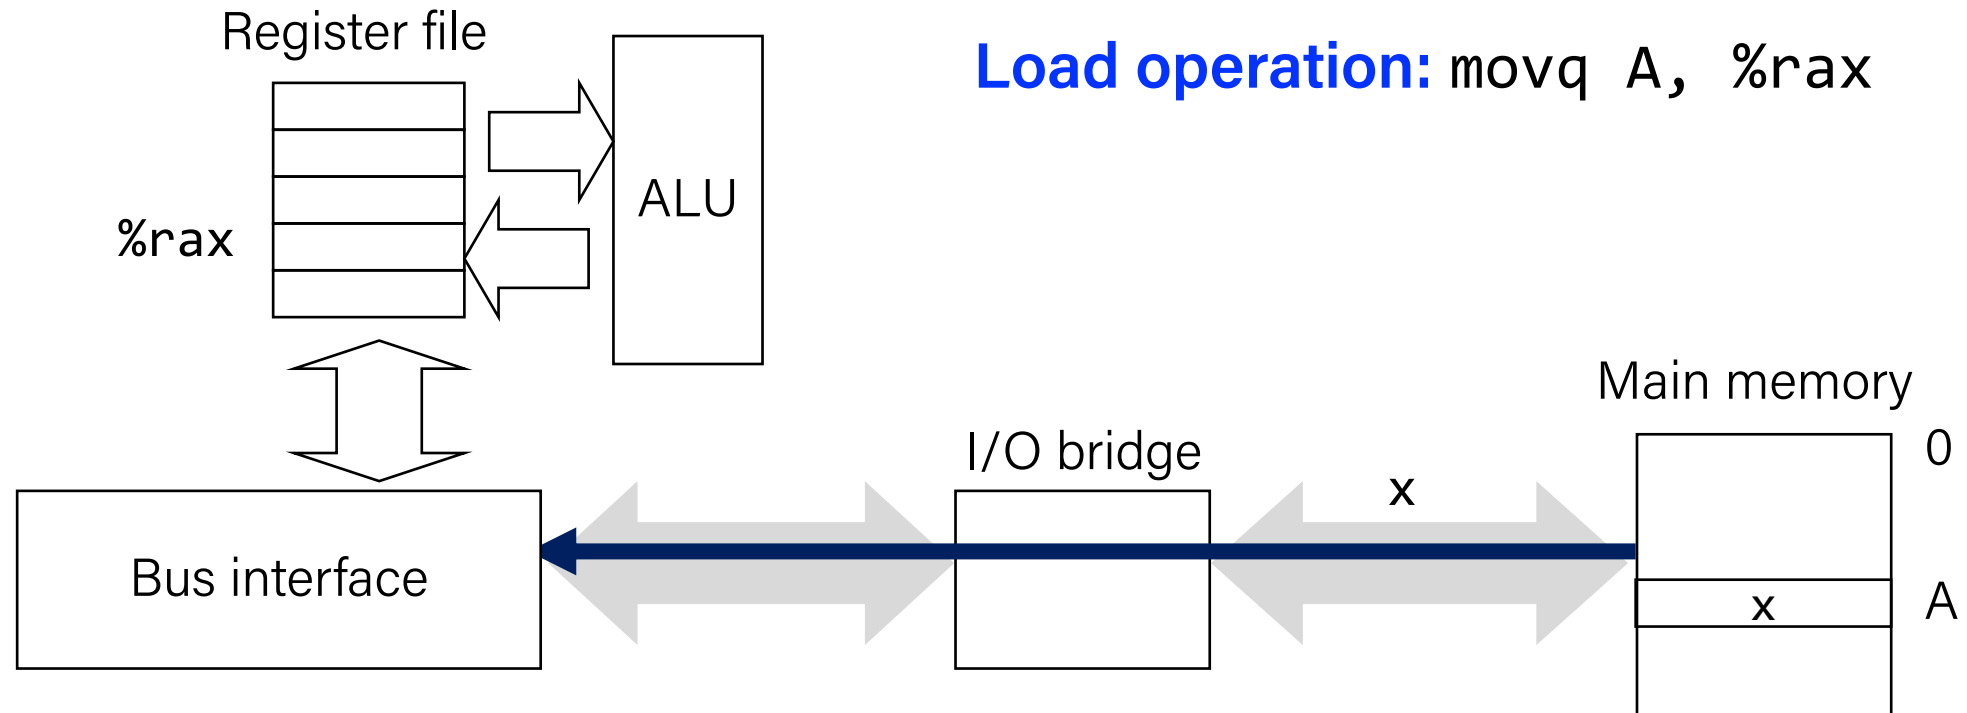 Register file
Load operation: movq A, %rax
ALU
%rax
Main memory
I/O bridge
0
x
Bus interface
x
A